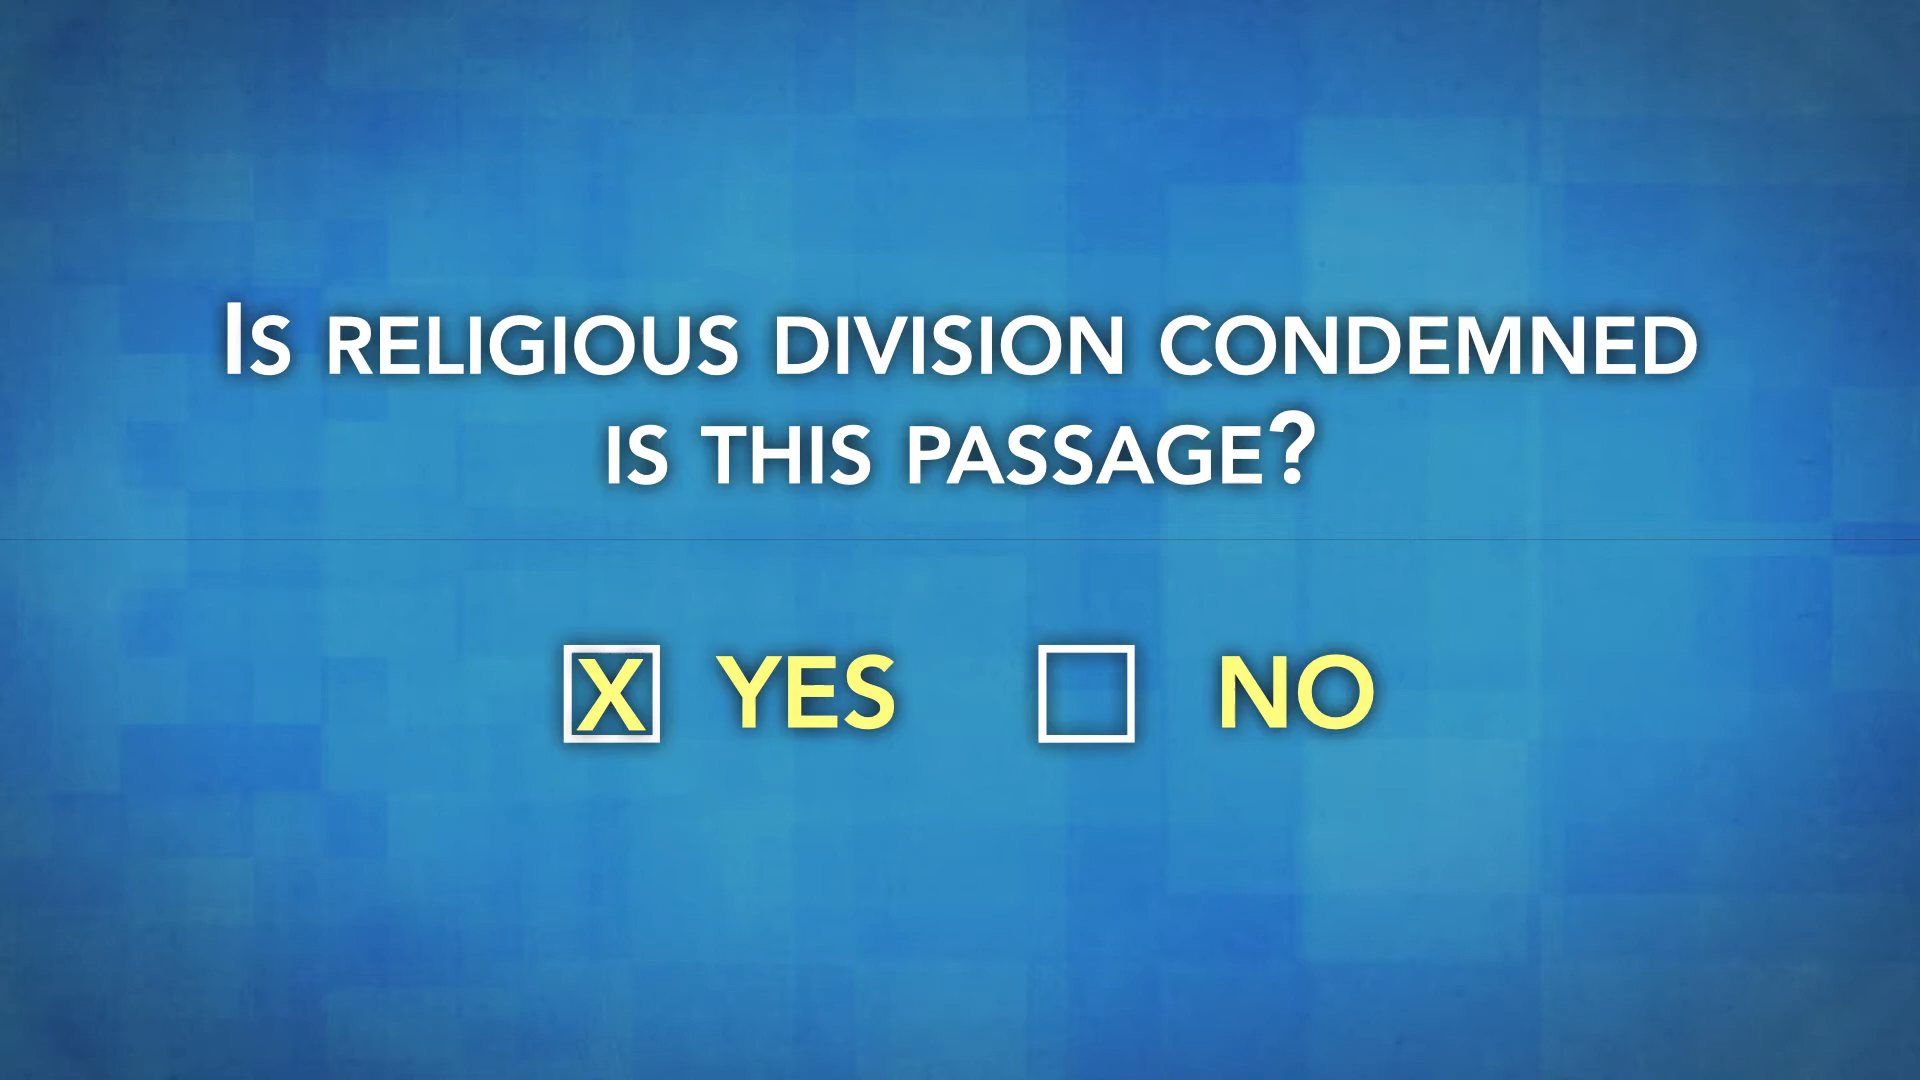 Is religious division condemned
is this passage?
X YES NO